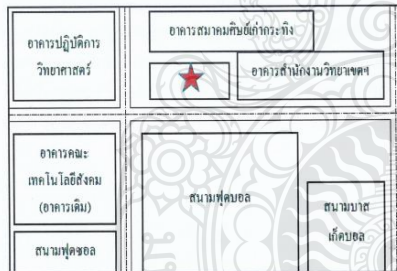 อาคารปฏิบัติการ
วิทยาศาสตร์
อาคารสมาคมศิษย์เก่ากระทิง
อาคารสำนักงานวิทยาเขตฯ
อาคารคณะ
เทคโนโลยีสังคม
(อาคารเดิม)
สนามฟุตซอล
สนามฟุตบอล
สนามบาส
เก็ตบอล